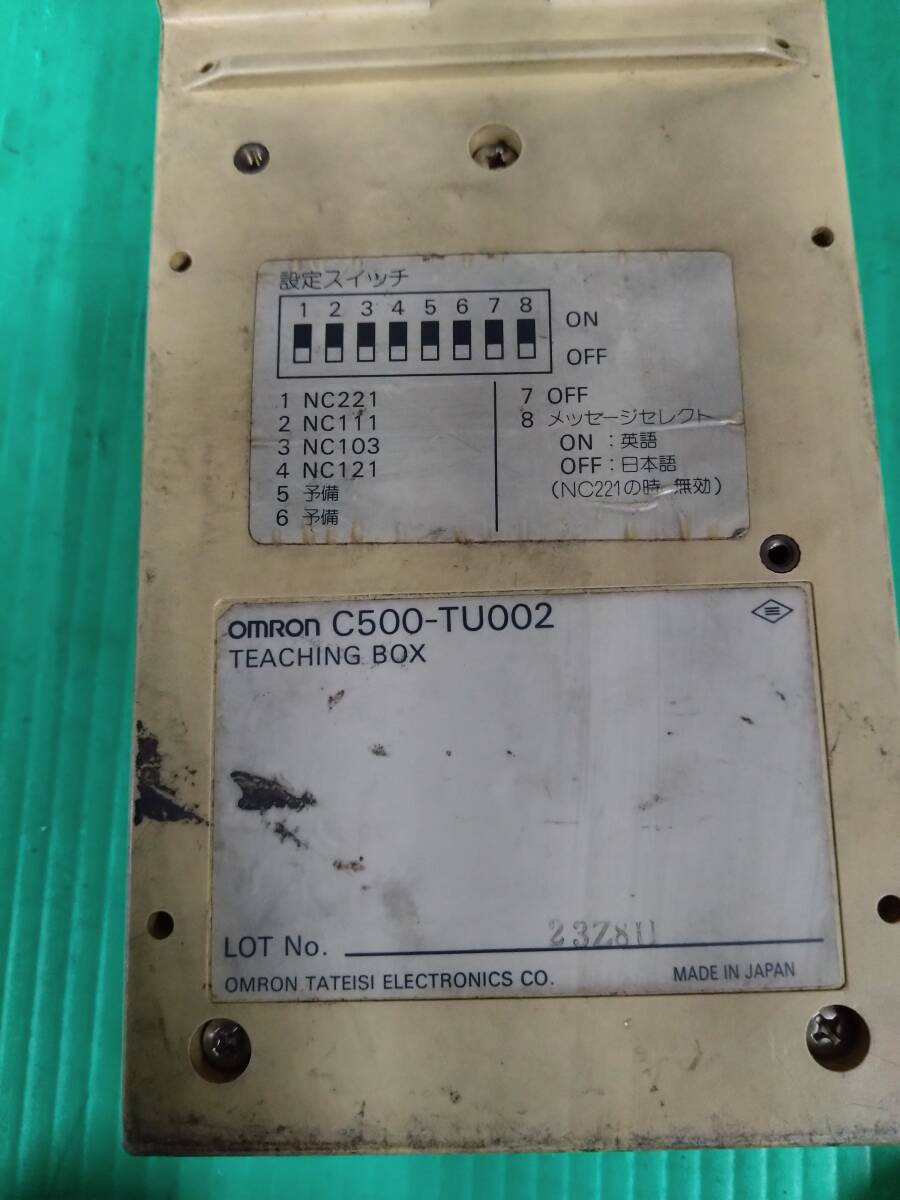 設定スイッチ
1 2 3 4 5 6 7 8
ON
OFF
1 NC221
2 NC111
3 NC103
4 NC121
5 予備
6 予備
7 OFF
8 メッセージセレクト
ON : 英語
OFF : 日本語
(NC221の時 無効)
OMRON C500-TU002
TEACHING BOX
LOT No. 23Z8U
OMRON TATEISI ELECTRONICS CO.
MADE IN JAPAN